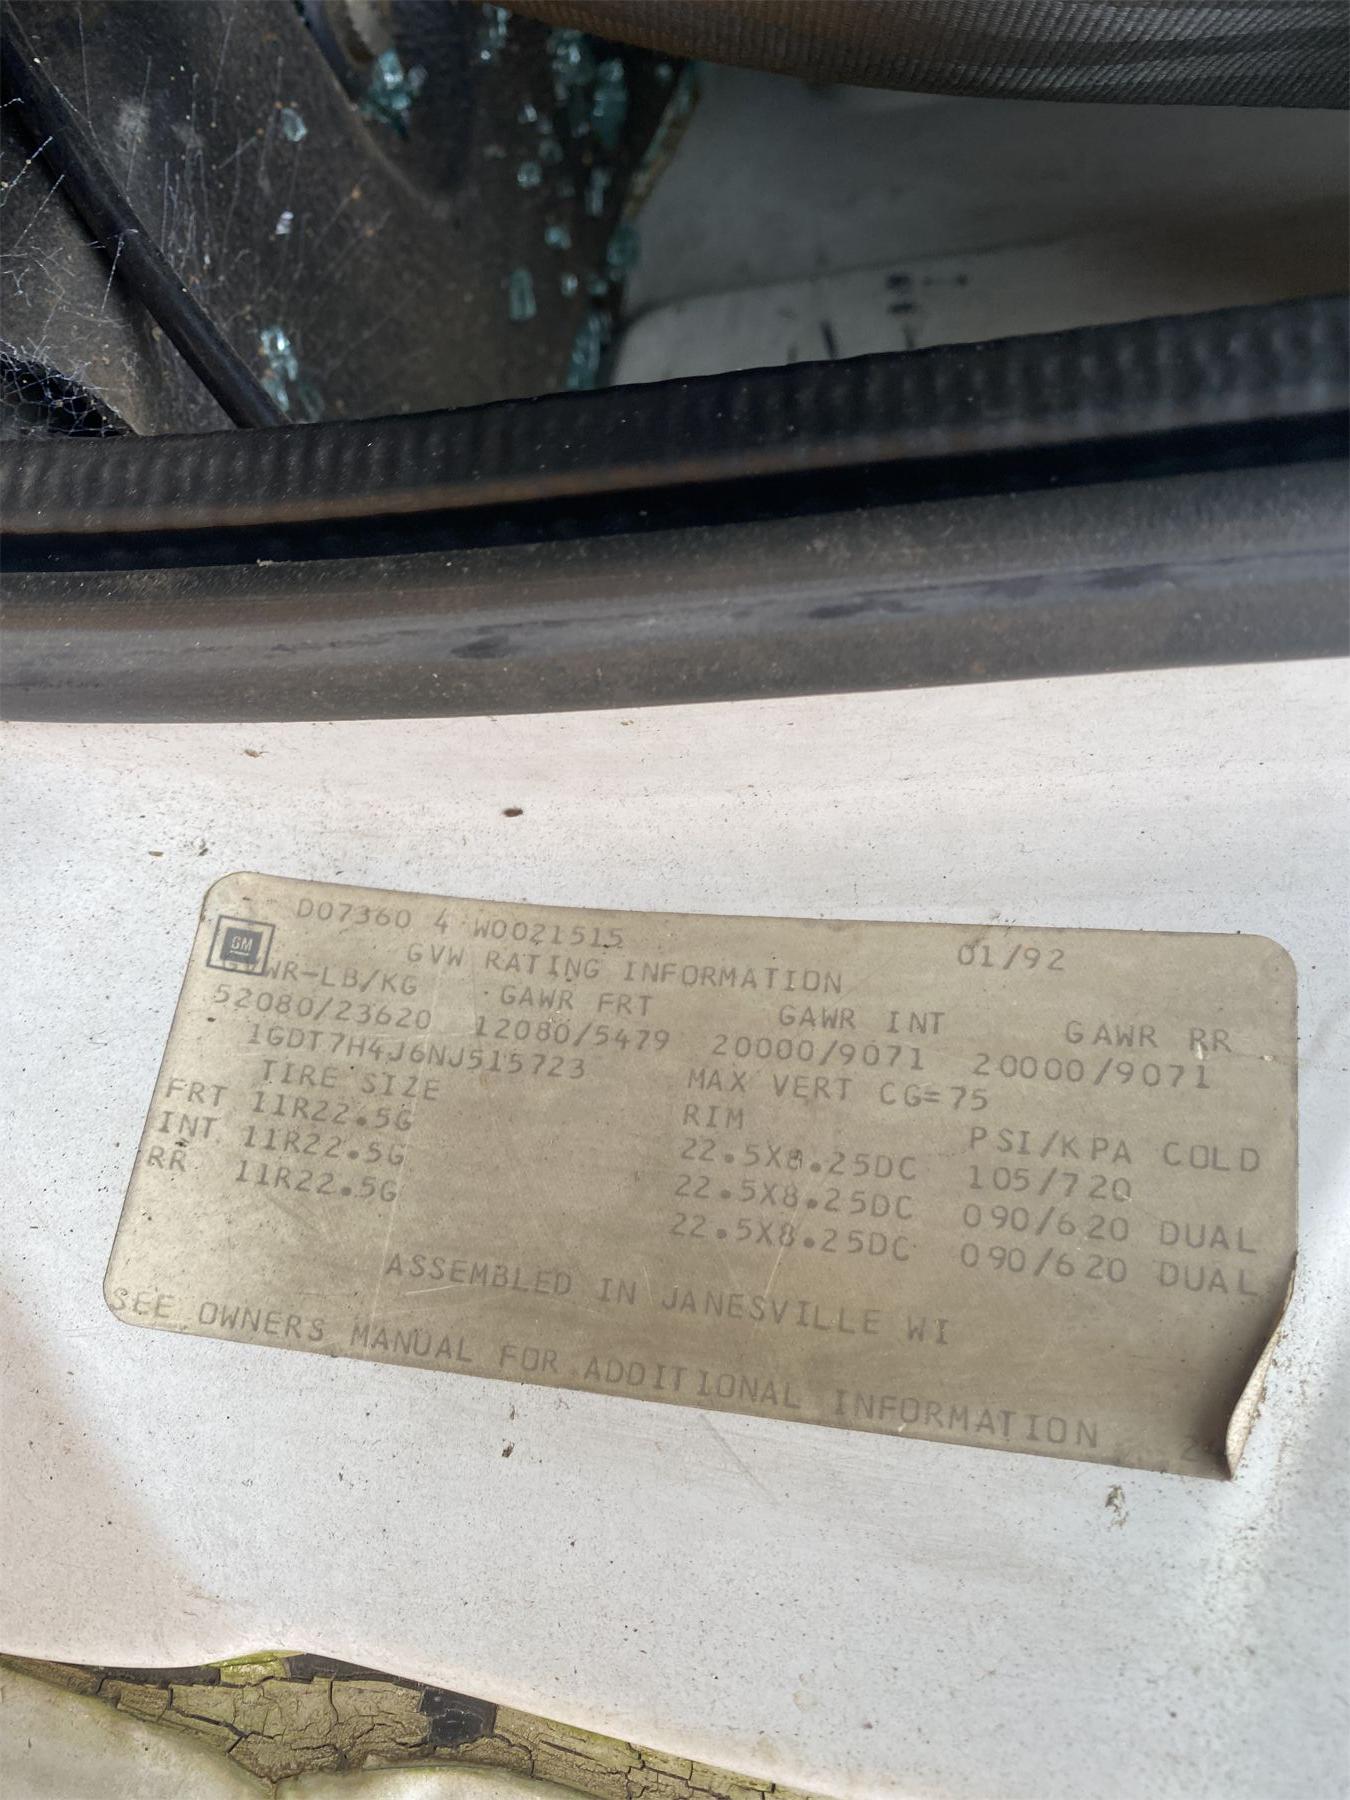 D07360 4 W0021515 01/92
GM
GVW RATING INFORMATION
GVWR-LB/KG GAWR FRT GAWR INT GAWR RR
52080/23620 12080/5479 20000/9071 20000/9071
1GDT7H4J6NJ515723 MAX VERT CG=75
TIRE SIZE RIM PSI/KPA COLD
FRT 11R22.5G 22.5X8.25DC 105/720
INT 11R22.5G 22.5X8.25DC 090/620 DUAL
RR 11R22.5G 22.5X8.25DC 090/620 DUAL
ASSEMBLED IN JANESVILLE WI
SEE OWNERS MANUAL FOR ADDITIONAL INFORMATION